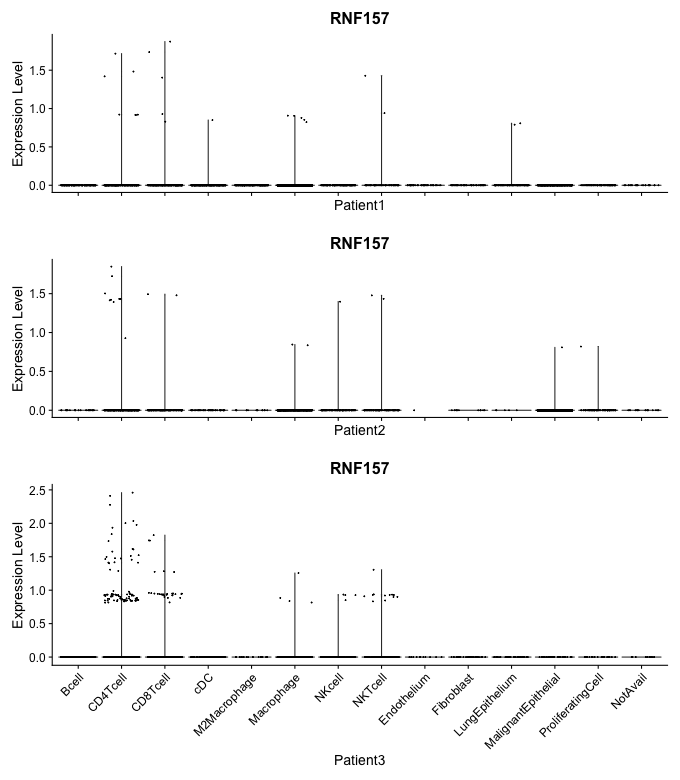 RNF157
Expression Level
1.5
1.0
0.5
0.0
Patient1
RNF157
Expression Level
1.5
1.0
0.5
0.0
Patient2
RNF157
Expression Level
2.5
2.0
1.5
1.0
0.5
0.0
Bcell
CD4Tcell
CD8Tcell
cDC
M2Macrophage
Macrophage
NKcell
NKTcell
Endothelium
Fibroblast
LungEpithelium
MalignantEpithelial
ProliferatingCell
NotAvail
Patient3